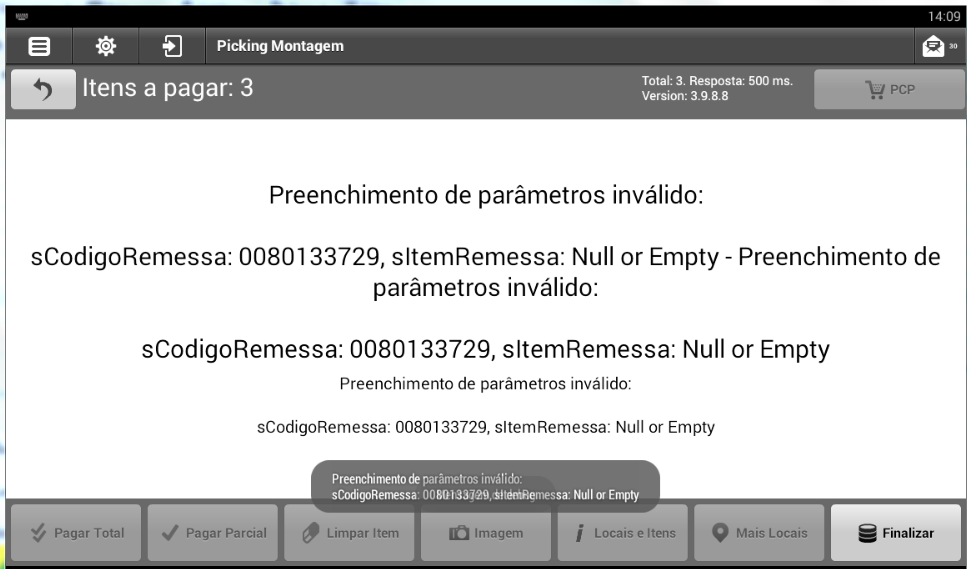 14:09
Picking Montagem
30
Itens a pagar: 3
Total: 3. Resposta: 500 ms.
Version: 3.9.8.8
PCP
Preenchimento de parâmetros inválido:
sCodigoRemessa: 0080133729, sItemRemessa: Null or Empty - Preenchimento de
parâmetros inválido:
sCodigoRemessa: 0080133729, sItemRemessa: Null or Empty
Preenchimento de parâmetros inválido:
sCodigoRemessa: 0080133729, sItemRemessa: Null or Empty
Preenchimento de parâmetros inválido:
sCodigoRemessa: 0080133729, sItemRemessa: Null or Empty
Pagar Total
Pagar Parcial
Limpar Item
Imagem
Locais e Itens
Mais Locais
Finalizar